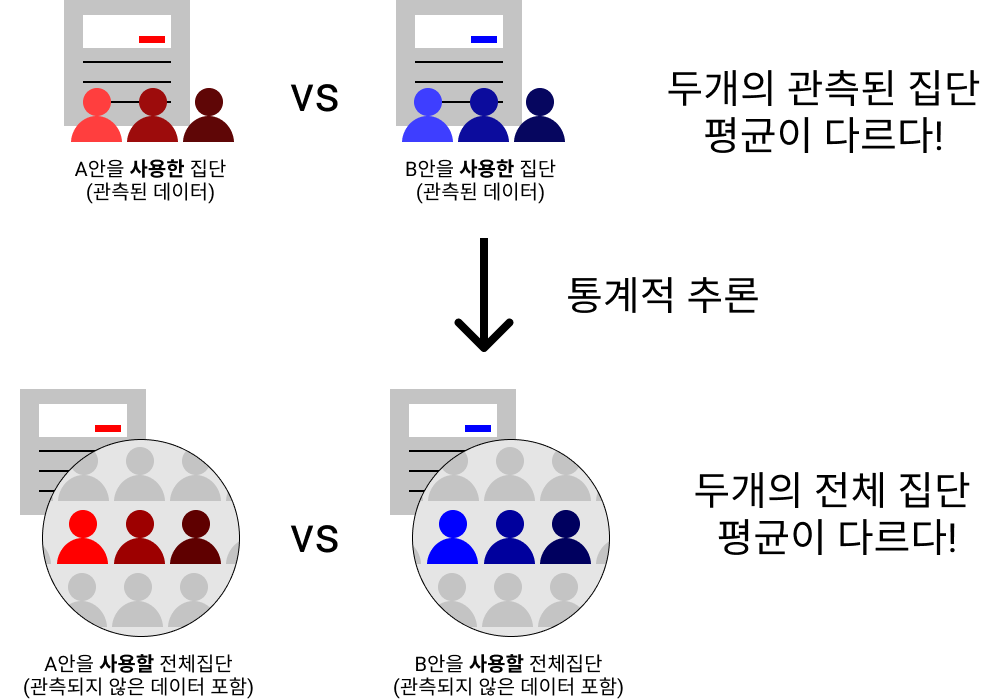 vs
두개의 관측된 집단
평균이 다르다!
A안을 사용한 집단
(관측된 데이터)
B안을 사용한 집단
(관측된 데이터)
통계적 추론
vs
두개의 전체 집단
평균이 다르다!
A안을 사용할 전체집단
(관측되지 않은 데이터 포함)
B안을 사용할 전체집단
(관측되지 않은 데이터 포함)